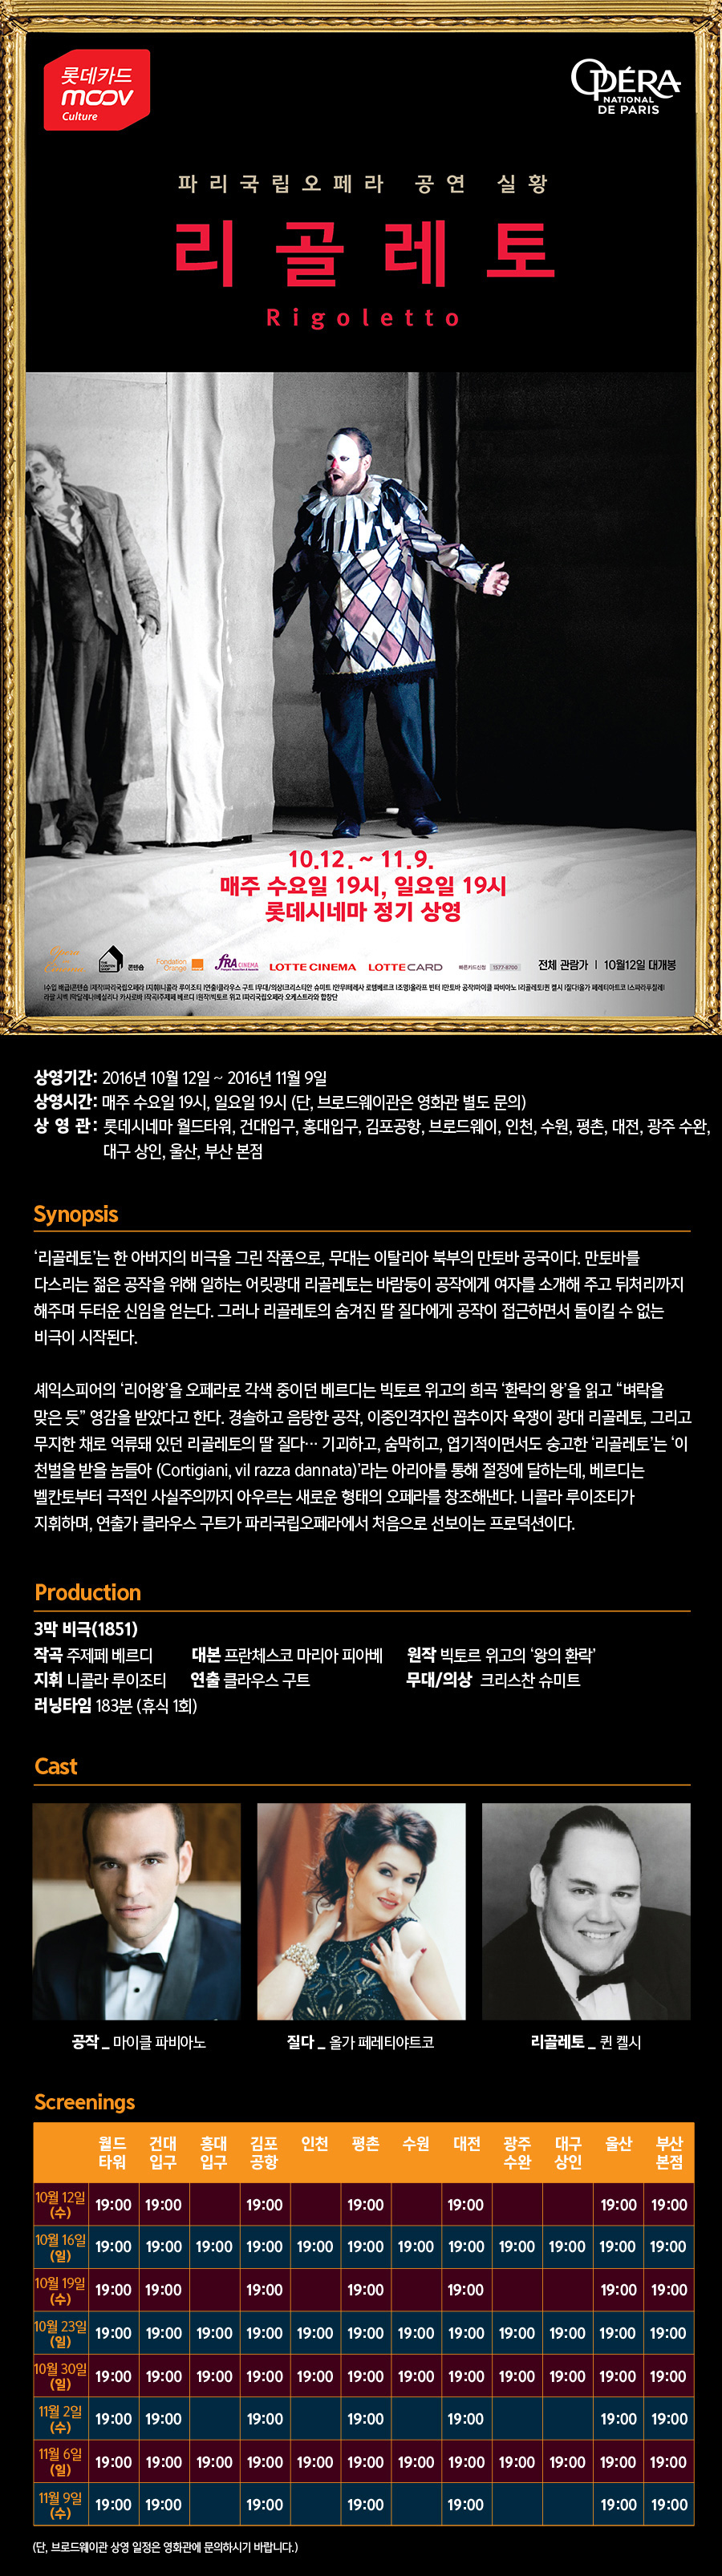 롯데카드
moov
Culture
OPÉRA
NATIONAL
DE PARIS
파리국립오페라 공연 실황
리골레토
Rigoletto
10.12. ~ 11.9.
매주 수요일 19시, 일요일 19시
롯데시네마 정기 상영
THE CONTENT SHOP 콘텐숍
Fondation Orange
FRA CINEMA
LOTTE CINEMA
LOTTE CARD
빠른카드신청 1577-8700
전체 관람가 | 10월12일 대개봉
상영기간: 2016년 10월 12일 ~ 2016년 11월 9일
상영시간: 매주 수요일 19시, 일요일 19시 (단, 브로드웨이관은 영화관 별도 문의)
상 영 관: 롯데시네마 월드타워, 건대입구, 홍대입구, 김포공항, 브로드웨이, 인천, 수원, 평촌, 대전, 광주 수완,
대구 상인, 울산, 부산 본점
Synopsis
‘리골레토’는 한 아버지의 비극을 그린 작품으로, 무대는 이탈리아 북부의 만토바 공국이다. 만토바를
다스리는 젊은 공작을 위해 일하는 어릿광대 리골레토는 바람둥이 공작에게 여자를 소개해 주고 뒤처리까지
해주며 두터운 신임을 얻는다. 그러나 리골레토의 숨겨진 딸 질다에게 공작이 접근하면서 돌이킬 수 없는
비극이 시작된다.
셰익스피어의 ‘리어왕’을 오페라로 각색 중이던 베르디는 빅토르 위고의 희곡 ‘환락의 왕’을 읽고 “벼락을
맞은 듯” 영감을 받았다고 한다. 경솔하고 음탕한 공작, 이중인격자인 꼽추이자 욕쟁이 광대 리골레토, 그리고
무지한 채로 억류돼 있던 리골레토의 딸 질다… 기괴하고, 숨막히고, 엽기적이면서도 숭고한 ‘리골레토’는 ‘이
천벌을 받을 놈들아 (Cortigiani, vil razza dannata)’라는 아리아를 통해 절정에 달하는데, 베르디는
벨칸토부터 극적인 사실주의까지 아우르는 새로운 형태의 오페라를 창조해낸다. 니콜라 루이조티가
지휘하며, 연출가 클라우스 구트가 파리국립오페라에서 처음으로 선보이는 프로덕션이다.
Production
3막 비극(1851)
작곡 주제페 베르디 대본 프란체스코 마리아 피아베 원작 빅토르 위고의 ‘왕의 환락’
지휘 니콜라 루이조티 연출 클라우스 구트 무대/의상 크리스찬 슈미트
러닝타임 183분 (휴식 1회)
Cast
공작 _ 마이클 파비아노 질다 _ 올가 페레티야트코 리골레토 _ 퀸 켈시
Screenings
월드타워 건대입구 홍대입구 김포공항 인천 평촌 수원 대전 광주수완 대구상인 울산 부산본점
10월 12일 (수) 19:00 19:00 19:00 19:00 19:00 19:00 19:00
10월 16일 (일) 19:00 19:00 19:00 19:00 19:00 19:00 19:00 19:00 19:00 19:00 19:00 19:00
10월 19일 (수) 19:00 19:00 19:00 19:00 19:00 19:00 19:00
10월 23일 (일) 19:00 19:00 19:00 19:00 19:00 19:00 19:00 19:00 19:00 19:00 19:00 19:00
10월 30일 (일) 19:00 19:00 19:00 19:00 19:00 19:00 19:00 19:00 19:00 19:00 19:00 19:00
11월 2일 (수) 19:00 19:00 19:00 19:00 19:00 19:00 19:00
11월 6일 (일) 19:00 19:00 19:00 19:00 19:00 19:00 19:00 19:00 19:00 19:00 19:00 19:00
11월 9일 (수) 19:00 19:00 19:00 19:00 19:00 19:00 19:00
(단, 브로드웨이관 상영 일정은 영화관에 문의하시기 바랍니다.)